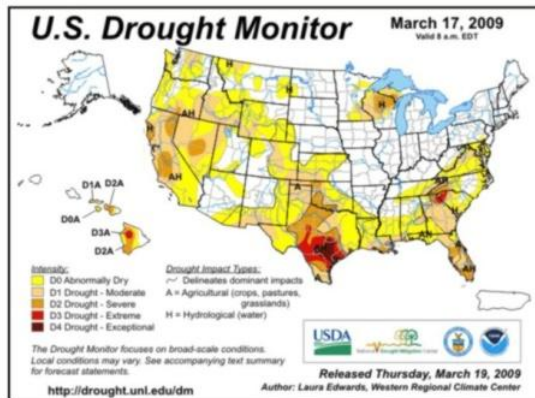 U.S. Drought Monitor
March 17, 2009
Valid 8 a.m. EDT
H
H
H
AH
H
AH
A
H
AH
H
AH
AH
AH
A
D1A
D2A
D0A
D3A
D2A
Intensity:
D0 Abnormally Dry
D1 Drought - Moderate
D2 Drought - Severe
D3 Drought - Extreme
D4 Drought - Exceptional
Drought Impact Types:
Delineates dominant impacts
A = Agricultural (crops, pastures,
grasslands)
H = Hydrological (water)
USDA
The Drought Monitor focuses on broad-scale conditions.
Local conditions may vary. See accompanying text summary
for forecast statements.
http://drought.unl.edu/dm
Released Thursday, March 19, 2009
Author: Laura Edwards, Western Regional Climate Center